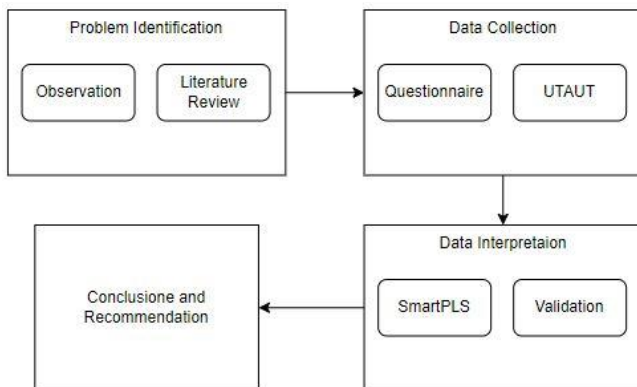 Problem Identification
Observation
Literature
Review
Data Collection
Questionnaire
UTAUT
Data Interpretaion
SmartPLS
Validation
Conclusione and
Recommendation